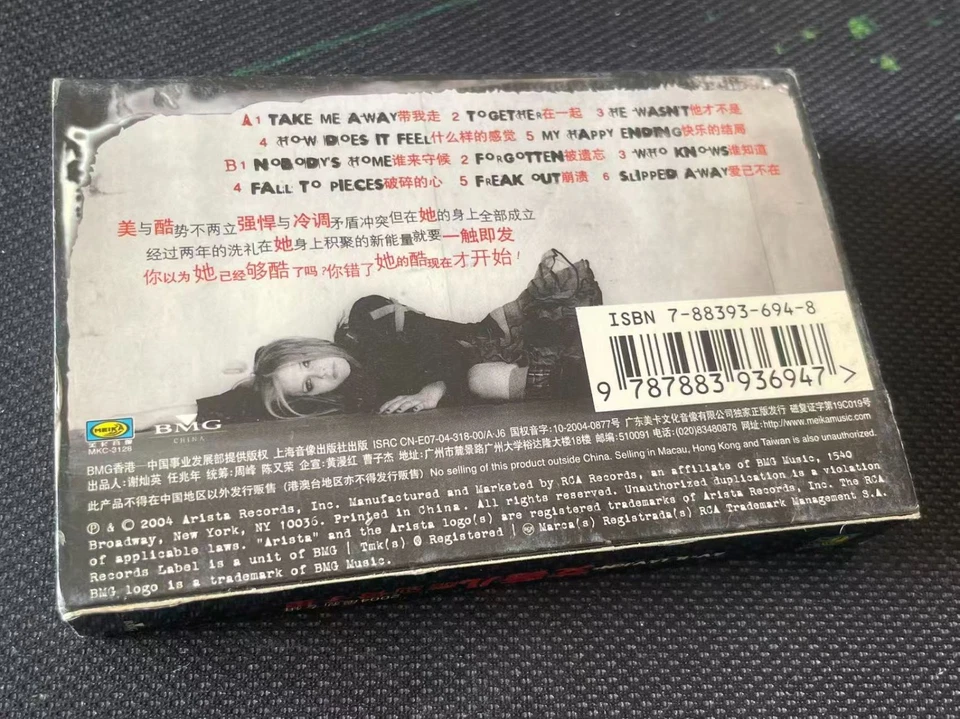 A1 TAKE ME AWAY带我走 2 TOGETHER在一起 3 HE WASN'T他才不是
4 HOW DOES IT FEEL什么样的感觉 5 MY HAPPY ENDING快乐的结局
B1 NOBODY'S HOME谁来守候 2 FORGOTTEN被遗忘 3 WHO KNOWS谁知道
4 FALL TO PIECES破碎的心 5 FREAK OUT崩溃 6 SLIPPED AWAY爱已不在
美与酷势不两立强悍与冷调矛盾冲突但在她的身上全部成立
经过两年的洗礼在她身上积聚的新能量就要一触即发
你以为她已经够酷了吗?你错了她的酷现在才开始!
ISBN 7-88393-694-8
9 787883 936947 >
MEIKA
美卡音像
MKC-3128
BMG
CHINA
BMG香港—中国事业发展部提供版权 上海音像出版社出版 ISRC CN-E07-04-318-00/A·J6 国权音字:10-2004-0877号 广东美卡文化音像有限公司独家正版发行 磁复证字第19C019号
出品人:谢灿英 任兆年 统筹:周峰 陈又荣 企宣:黄漫红 曹子杰 地址:广州市麓景路广州大学裕达隆大楼18楼 邮编:510091 电话:(020)83480878 网址:http://www.meikamusic.com
此产品不得在中国地区以外发行贩售(港澳台地区亦不得发行贩售) No selling of this product outside China. Selling in Macau, Hong Kong and Taiwan is also unauthorized.
℗ & © 2004 Arista Records, Inc. Manufactured and Marketed by RCA Records, an affiliate of BMG Music, 1540
Broadway, New York, NY 10036. Printed in China. All rights reserved. Unauthorized duplication is a violation
of applicable laws. "Arista" and the Arista logo(s) are registered trademarks of Arista Records, Inc. The RCA
Records Label is a unit of BMG | Tmk(s) ® Registered | Marca(s) Registrada(s) RCA Trademark Management S.A.
BMG logo is a trademark of BMG Music.